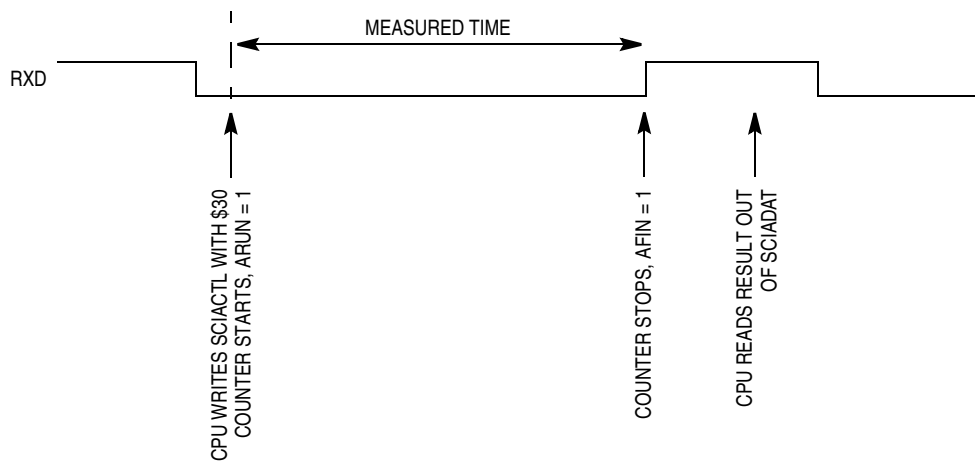 MEASURED TIME
RXD
CPU WRITES SCIACTL WITH $30
COUNTER STARTS, ARUN = 1
COUNTER STOPS, AFIN = 1
CPU READS RESULT OUT
OF SCIADAT